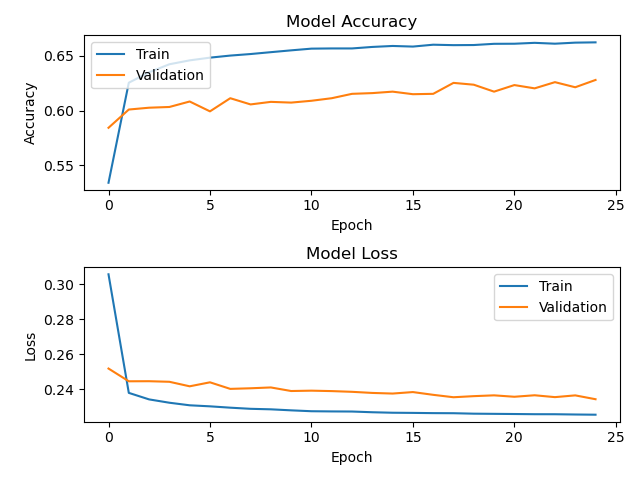 Model Accuracy
Train
Validation
0.65
0.60
0.55
Accuracy
0 5 10 15 20 25
Epoch
Model Loss
Train
Validation
0.30
0.28
0.26
0.24
Loss
0 5 10 15 20 25
Epoch